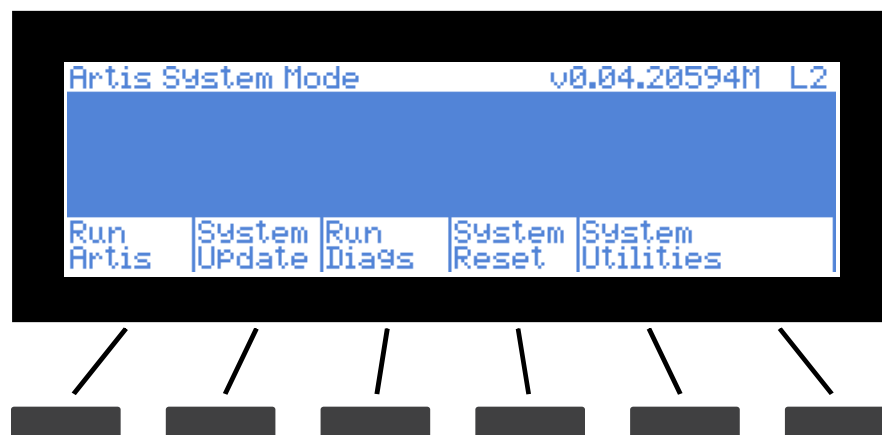 Artis System Mode v0.04.20594M L2
Run System Run System System
Artis Update Diags Reset Utilities